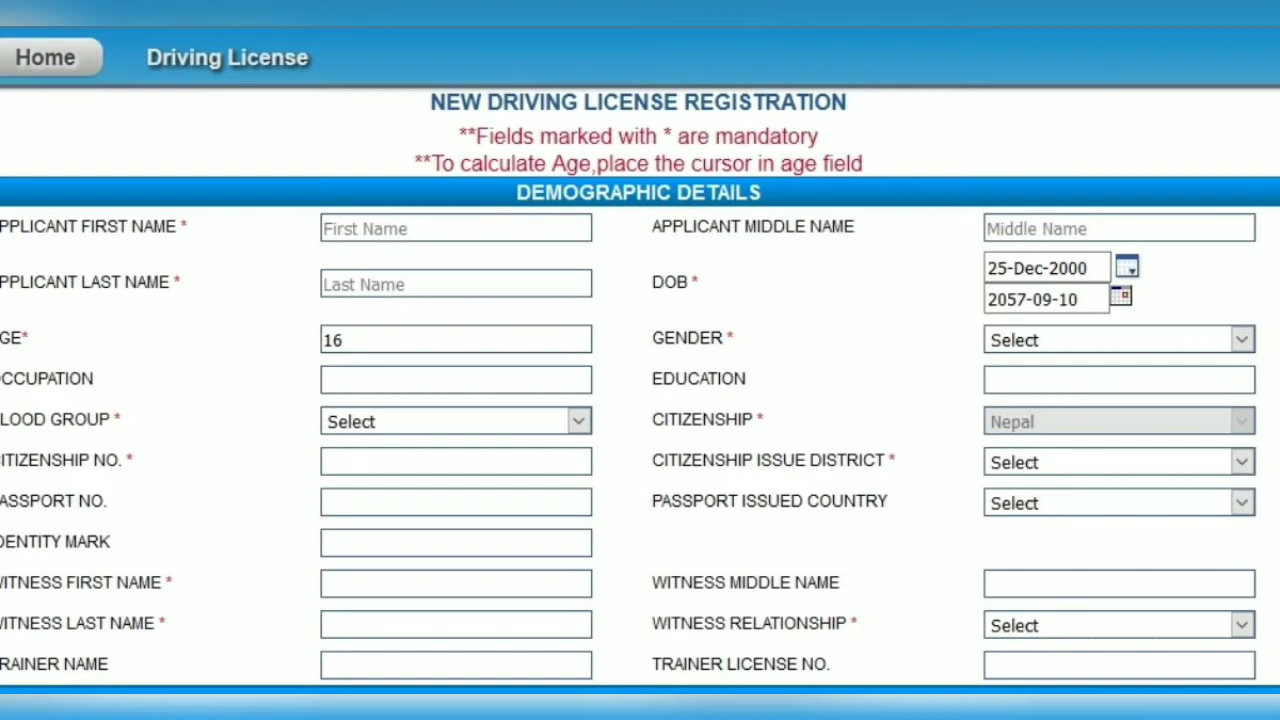 Home Driving License
NEW DRIVING LICENSE REGISTRATION
**Fields marked with * are mandatory
**To calculate Age,place the cursor in age field
DEMOGRAPHIC DETAILS
PPLICANT FIRST NAME * First Name APPLICANT MIDDLE NAME Middle Name
PPLICANT LAST NAME * Last Name DOB * 25-Dec-2000
2057-09-10
GE* 16 GENDER * Select
CCUPATION EDUCATION
LOOD GROUP * Select CITIZENSHIP * Nepal
ITIZENSHIP NO. * CITIZENSHIP ISSUE DISTRICT * Select
ASSPORT NO. PASSPORT ISSUED COUNTRY Select
DENTITY MARK
WITNESS FIRST NAME * WITNESS MIDDLE NAME
WITNESS LAST NAME * WITNESS RELATIONSHIP * Select
RAINER NAME TRAINER LICENSE NO.